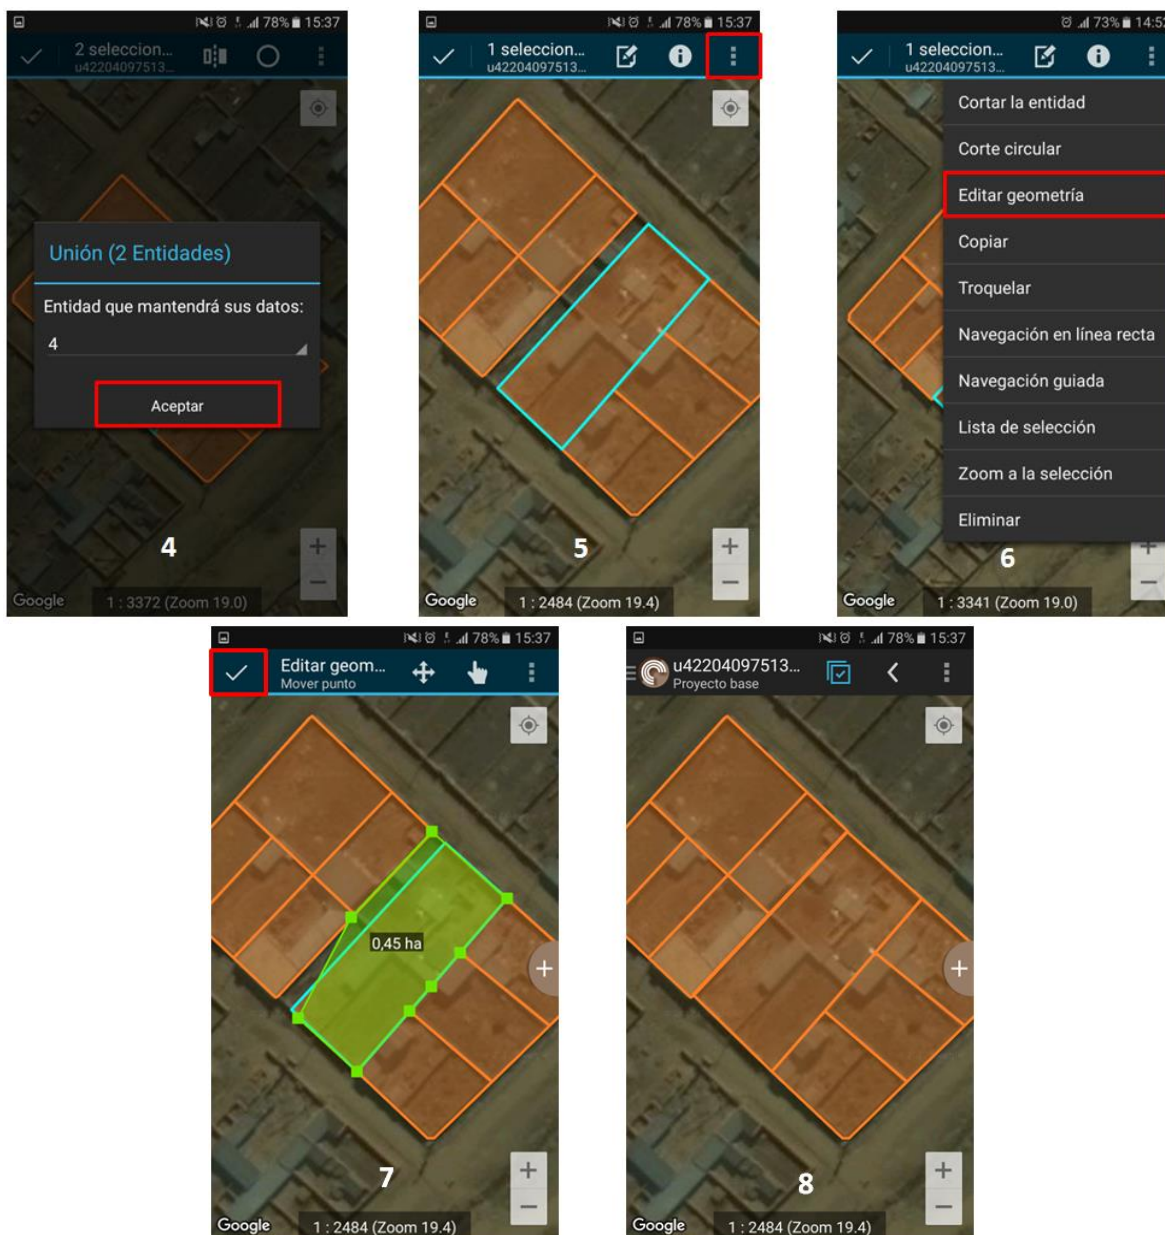 78% 15:37
2 seleccion...
u42204097513...
Unión (2 Entidades)
Entidad que mantendrá sus datos:
4
Aceptar
4
Google
1 : 3372 (Zoom 19.0)
78% 15:37
1 seleccion...
u42204097513...
5
Google
1 : 2484 (Zoom 19.4)
73%
1 seleccion...
u42204097513...
Cortar la entidad
Corte circular
Editar geometría
Copiar
Troquelar
Navegación en línea recta
Navegación guiada
Lista de selección
Zoom a la selección
Eliminar
6
Google
1 : 3341 (Zoom 19.0)
78% 15:37
Editar geom...
Mover punto
0,45 ha
7
Google
1 : 2484 (Zoom 19.4)
78% 15:37
u42204097513...
Proyecto base
8
Google
1 : 2484 (Zoom 19.4)